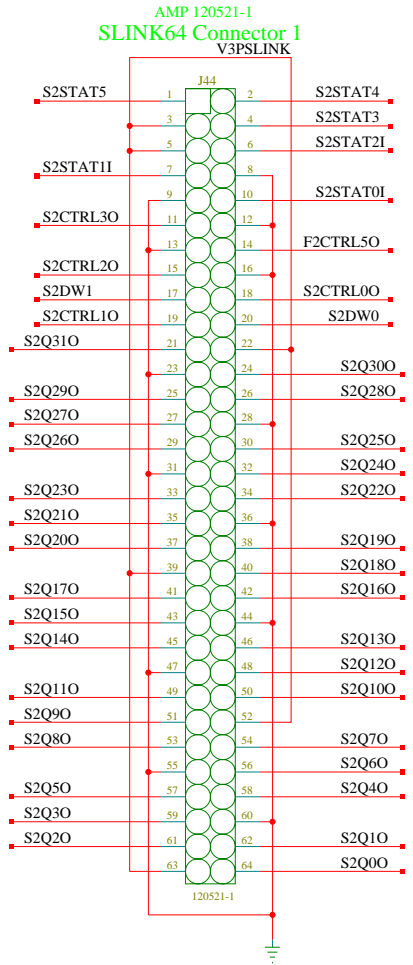 AMP 120521-1
SLINK64 Connector 1
V3PSLINK
J44
S2STAT5 1 2 S2STAT4
3 4 S2STAT3
5 6 S2STAT2I
S2STAT1I 7 8
9 10 S2STAT0I
S2CTRL3O 11 12
13 14 F2CTRL5O
S2CTRL2O 15 16
S2DW1 17 18 S2CTRL0O
S2CTRL1O 19 20 S2DW0
S2Q31O 21 22
23 24 S2Q30O
S2Q29O 25 26 S2Q28O
S2Q27O 27 28
S2Q26O 29 30 S2Q25O
31 32 S2Q24O
S2Q23O 33 34 S2Q22O
S2Q21O 35 36
S2Q20O 37 38 S2Q19O
39 40 S2Q18O
S2Q17O 41 42 S2Q16O
S2Q15O 43 44
S2Q14O 45 46 S2Q13O
47 48 S2Q12O
S2Q11O 49 50 S2Q10O
S2Q9O 51 52
S2Q8O 53 54 S2Q7O
55 56 S2Q6O
S2Q5O 57 58 S2Q4O
S2Q3O 59 60
S2Q2O 61 62 S2Q1O
63 64 S2Q0O
120521-1